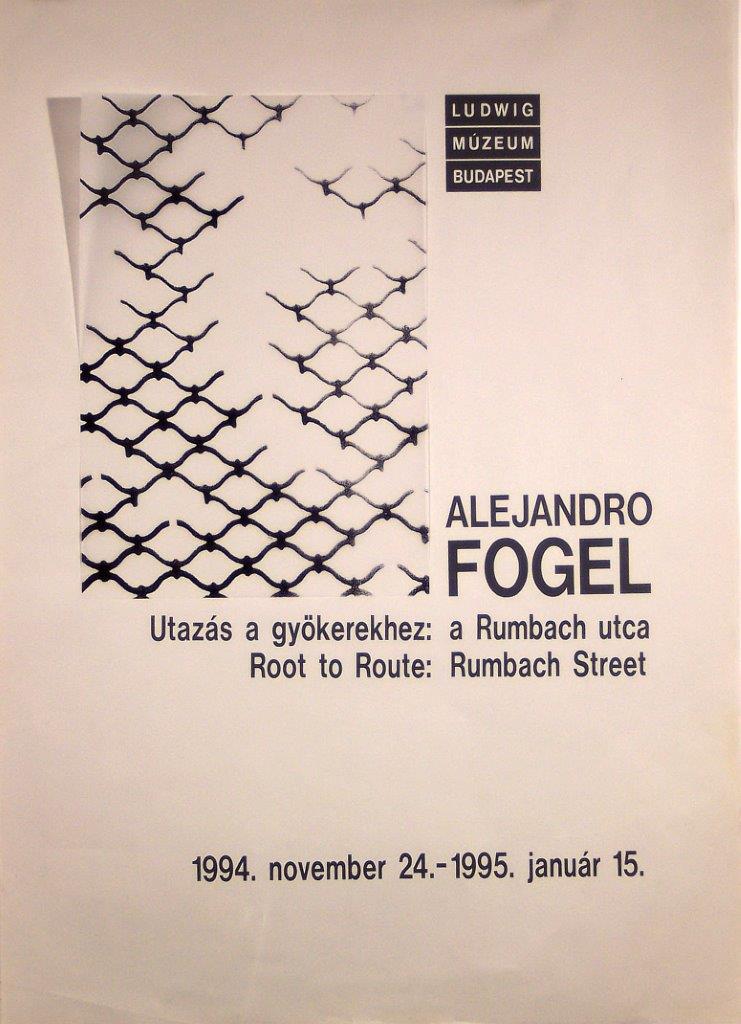 LUDWIG
MÚZEUM
BUDAPEST
ALEJANDRO
FOGEL
Utazás a gyökerekhez: a Rumbach utca
Root to Route: Rumbach Street
1994. november 24.-1995. január 15.